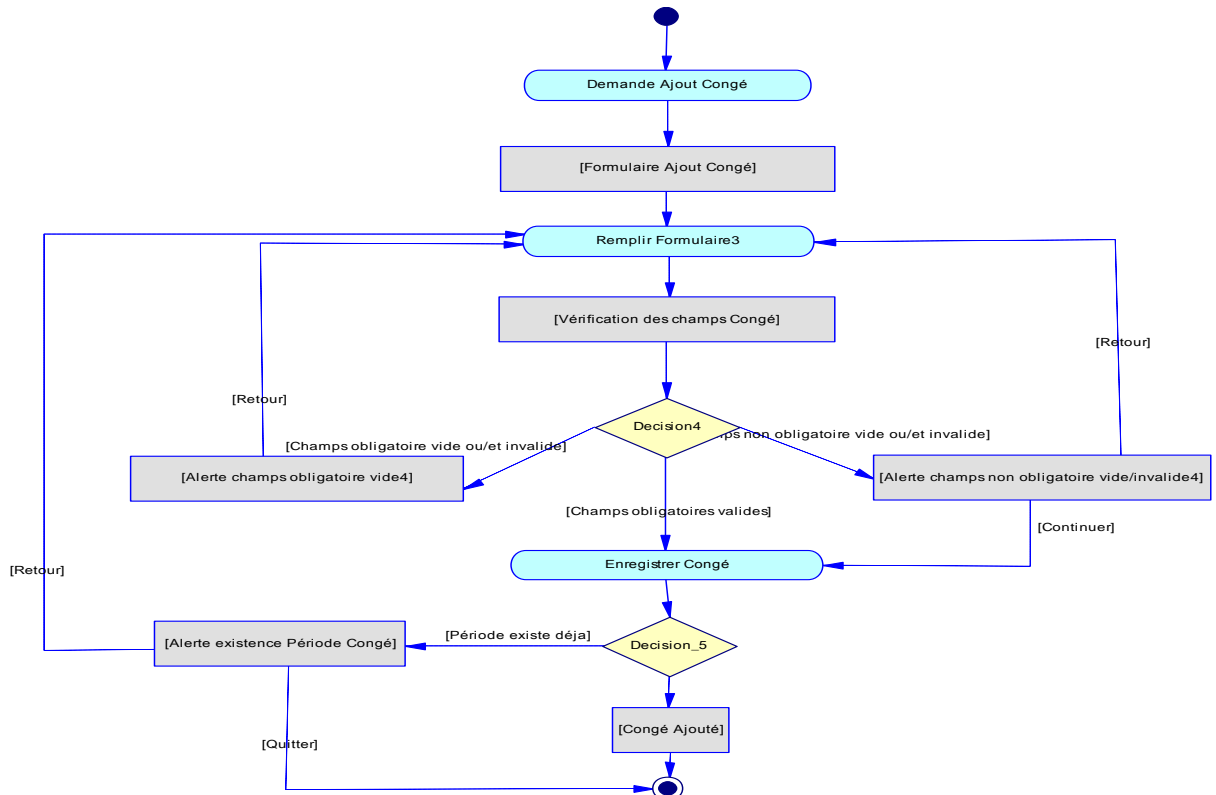 Demande Ajout Congé
[Formulaire Ajout Congé]
Remplir Formulaire3
[Vérification des champs Congé]
[Retour]
[Retour]
Decision4
[Champs obligatoire vide ou/et invalide]
non obligatoire vide ou/et invalide]
[Alerte champs obligatoire vide4]
[Alerte champs non obligatoire vide/invalide4]
[Champs obligatoires valides]
[Continuer]
Enregistrer Congé
[Retour]
[Période existe déja]
[Alerte existence Période Congé]
Decision_5
[Congé Ajouté]
[Quitter]